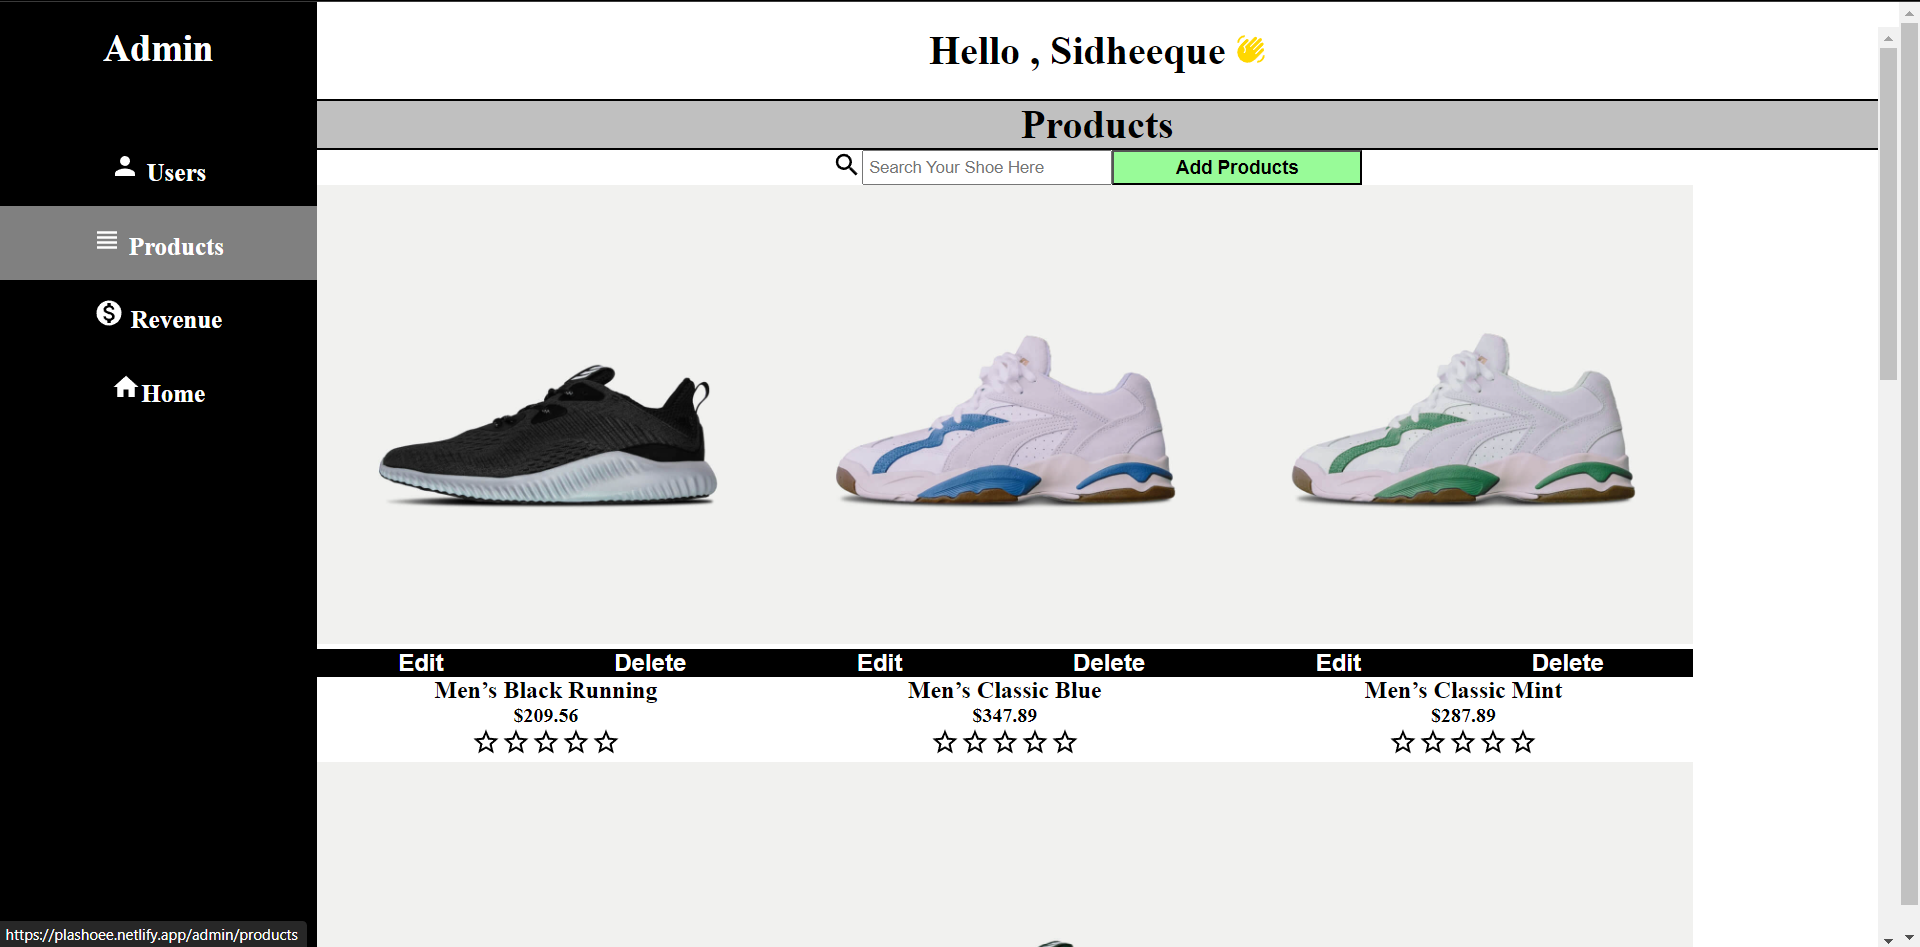 Admin
Users
Products
Revenue
Home
Hello , Sidheeque
Products
Search Your Shoe Here
Add Products
Edit Delete Edit Delete Edit Delete
Men’s Black Running Men’s Classic Blue Men’s Classic Mint
$209.56 $347.89 $287.89
https://plashoee.netlify.app/admin/products